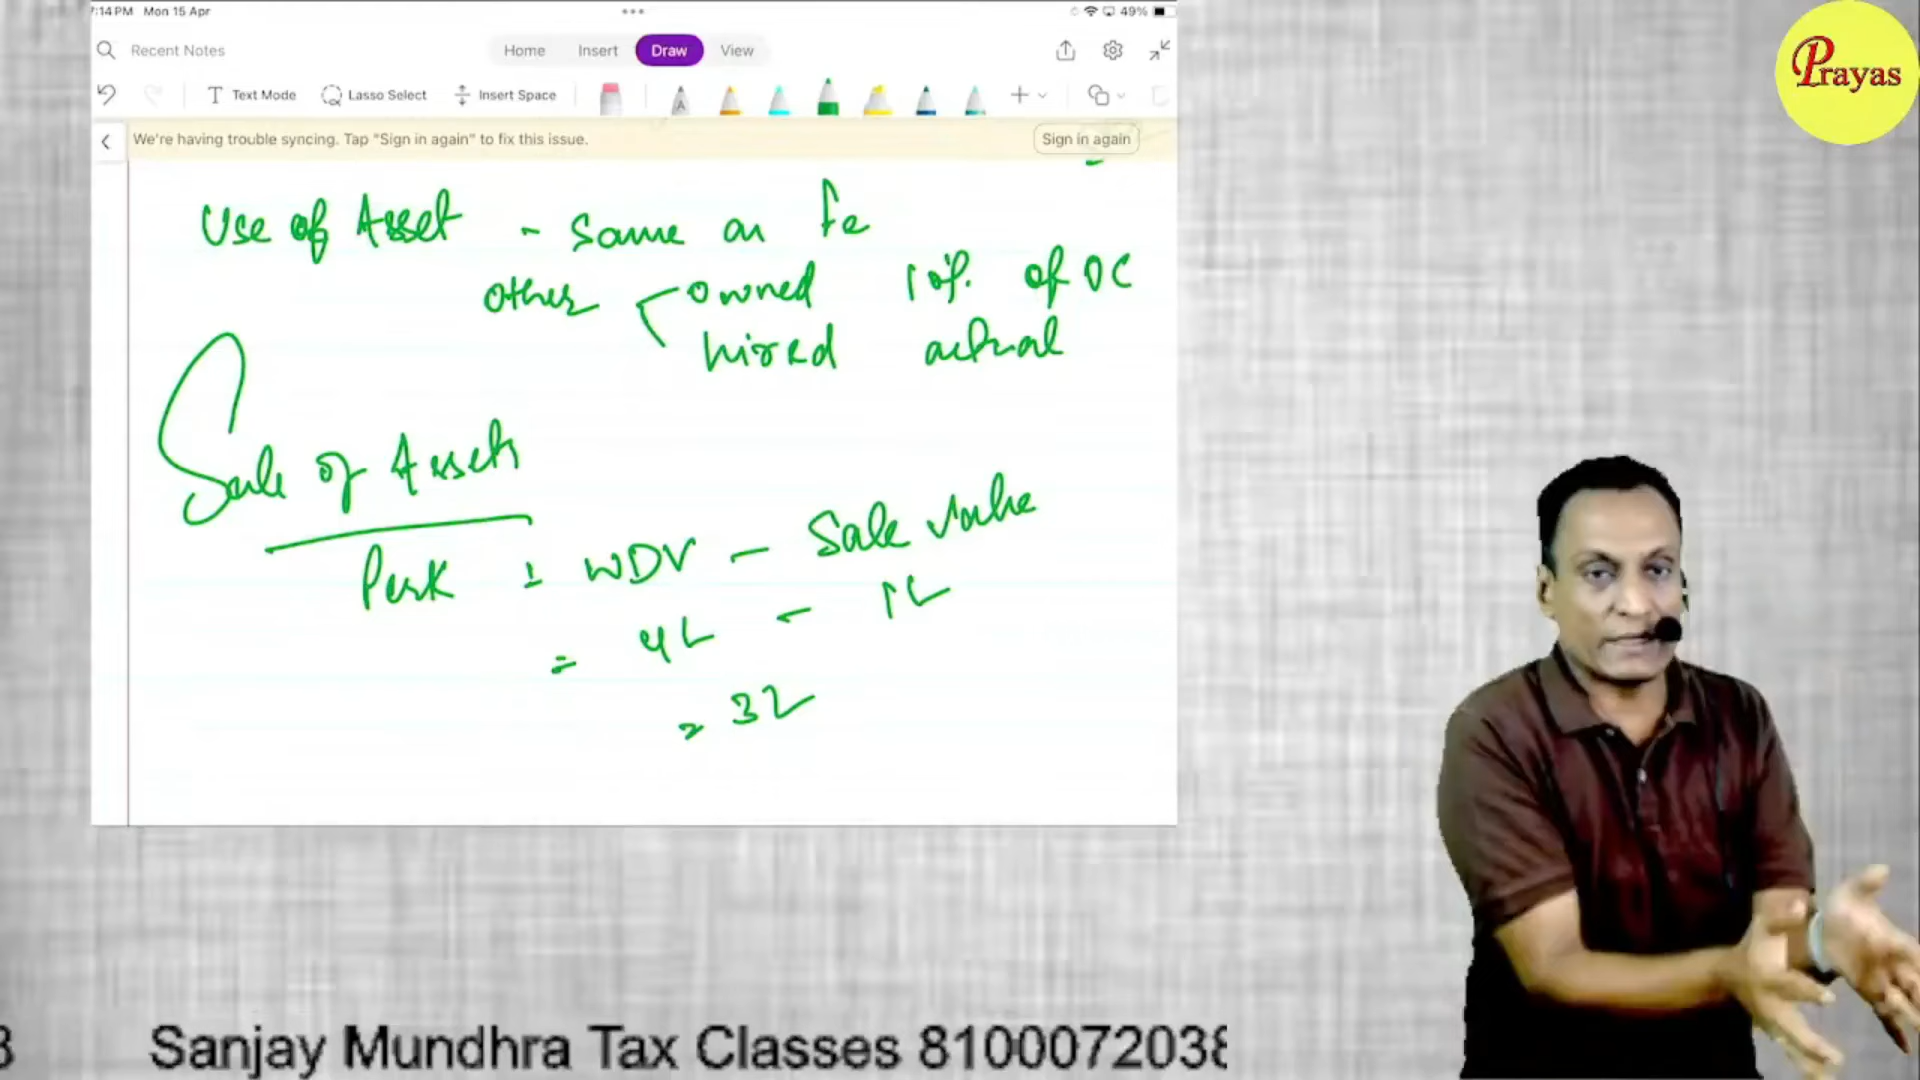 :14 PM Mon 15 Apr
49%
Prayas
Recent Notes
Home Insert Draw View
Text Mode Lasso Select Insert Space
We're having trouble syncing. Tap "Sign in again" to fix this issue.
Sign in again
Use of Asset - Same as
Other owned 10% of OC
hired actual
Sale of Assets
Perk = WDV - Sale Value
= 4L - 1L
= 3L
8 Sanjay Mundhra Tax Classes 8100072038